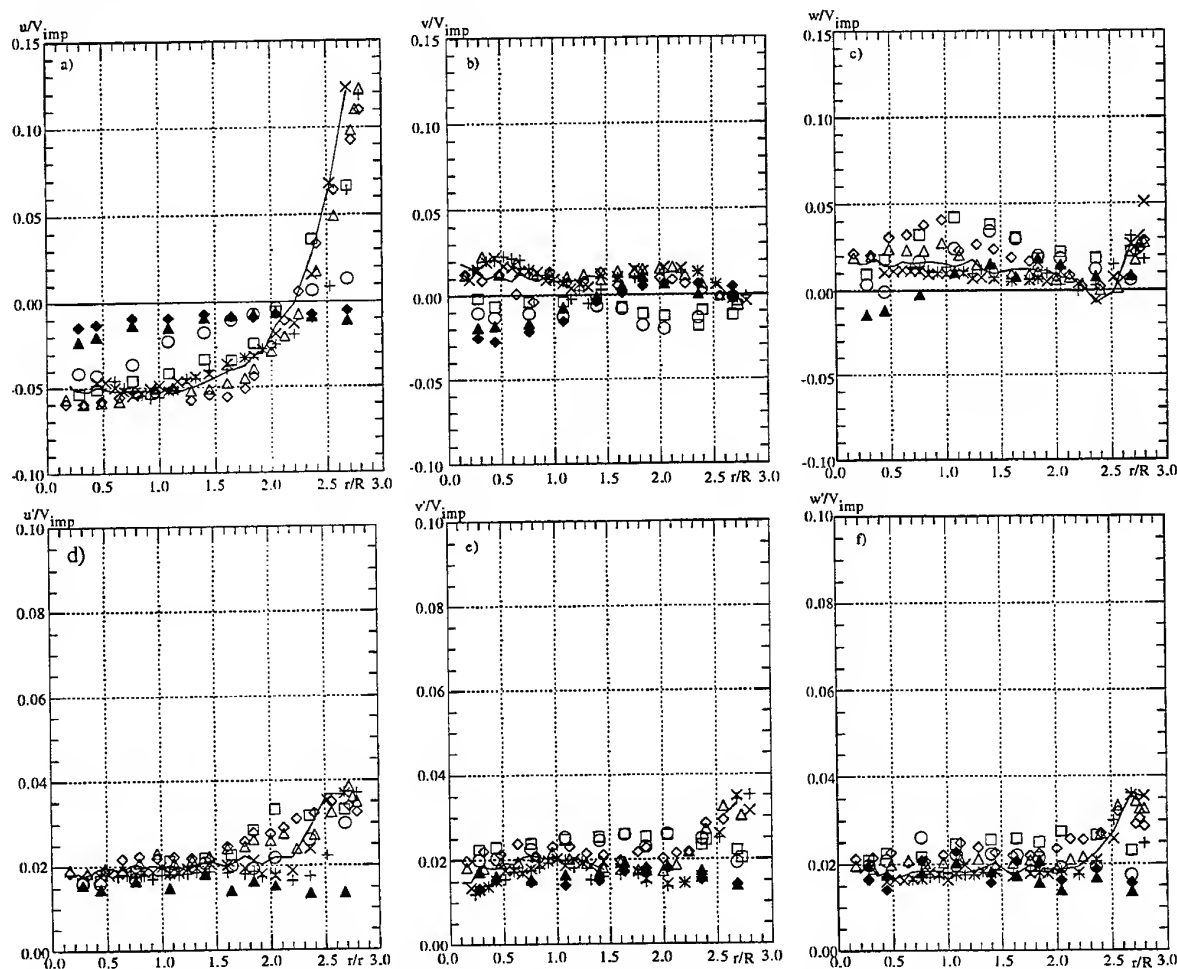 u/Vimp v/Vimp w/Vimp
0.15 0.15 0.15
a) b) c)
0.10 0.10 0.10
0.05 0.05 0.05
0.00 0.00 0.00
-0.05 -0.05 -0.05
-0.10 -0.10 -0.10
0.0 0.5 1.0 1.5 2.0 2.5 r/R 3.0
0.0 0.5 1.0 1.5 2.0 2.5 r/R 3.0
0.0 0.5 1.0 1.5 2.0 2.5 r/R 3.0
u'/Vimp v'/Vimp w'/Vimp
0.10 0.10 0.10
d) e) f)
0.08 0.08 0.08
0.06 0.06 0.06
0.04 0.04 0.04
0.02 0.02 0.02
0.00 0.00 0.00
0.0 0.5 1.0 1.5 2.0 2.5 r/r 3.0
0.0 0.5 1.0 1.5 2.0 2.5 r/R 3.0
0.0 0.5 1.0 1.5 2.0 2.5 r/R 3.0